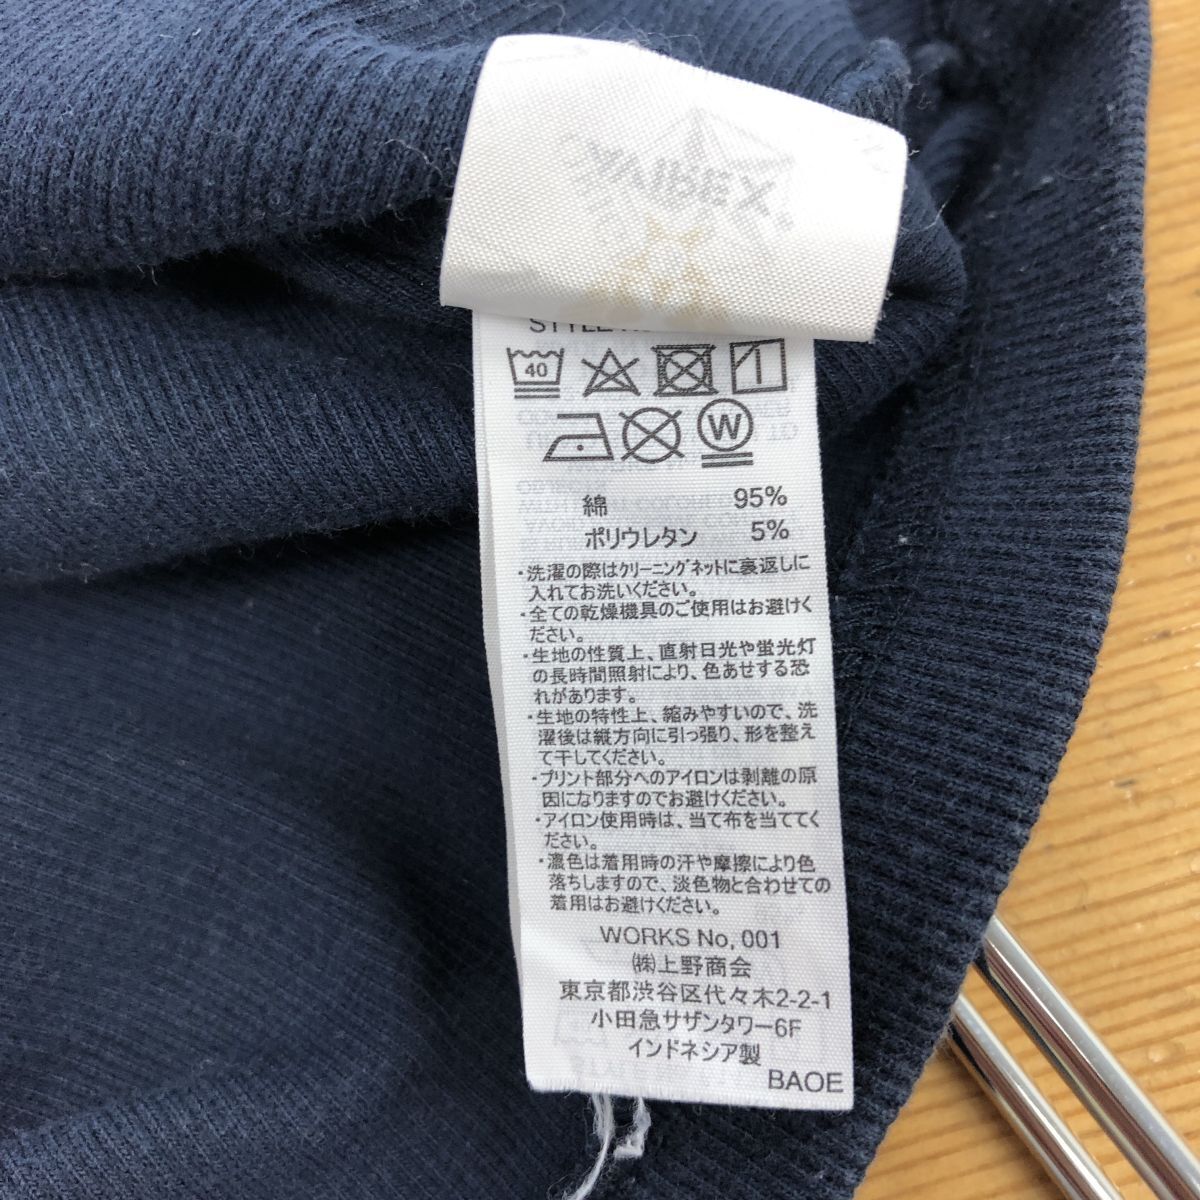 STYLE
40
W
綿 95%
ポリウレタン 5%
・洗濯の際はクリーニングネットに裏返しに
入れてお洗いください。
・全ての乾燥機具のご使用はお避けく
ださい。
・生地の性質上、直射日光や蛍光灯
の長時間照射により、色あせする恐
れがあります。
・生地の特性上、縮みやすいので、洗
濯後は縦方向に引っ張り、形を整え
て干してください。
・プリント部分へのアイロンは剥離の原
因になりますのでお避けください。
・アイロン使用時は、当て布を当ててく
ださい。
・濃色は着用時の汗や摩擦により色
落ちしますので、淡色物と合わせての
着用はお避けください。
WORKS No, 001
㈱上野商会
東京都渋谷区代々木2-2-1
小田急サザンタワー6F
インドネシア製
BAOE